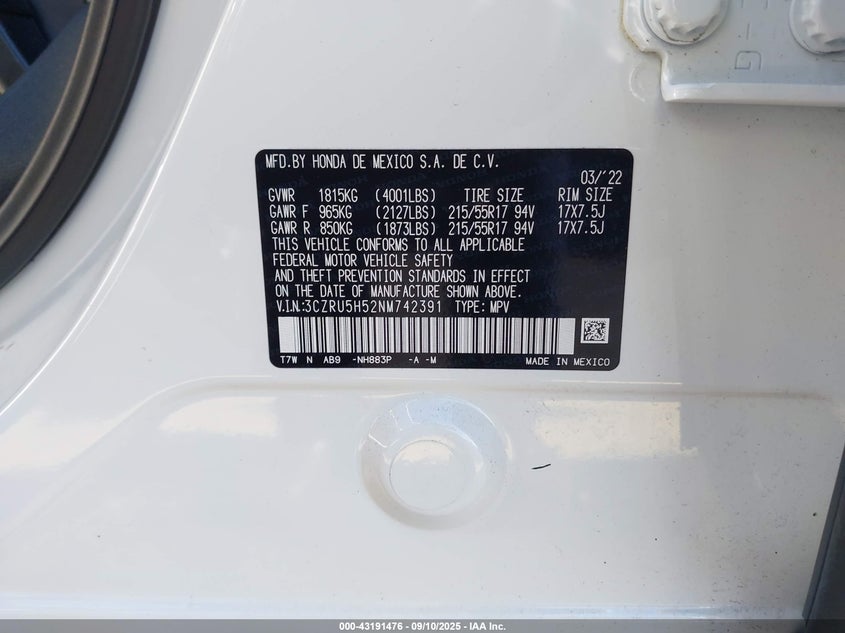 MFD.BY HONDA DE MEXICO S.A. DE C.V.
03/'22
GVWR 1815KG (4001LBS) TIRE SIZE RIM SIZE
GAWR F 965KG (2127LBS) 215/55R17 94V 17X7.5J
GAWR R 850KG (1873LBS) 215/55R17 94V 17X7.5J
THIS VEHICLE CONFORMS TO ALL APPLICABLE
FEDERAL MOTOR VEHICLE SAFETY
AND THEFT PREVENTION STANDARDS IN EFFECT
ON THE DATE OF MANUFACTURE SHOWN ABOVE.
V.I.N.:3CZRU5H52NM742391 TYPE: MPV
T7W N AB9 -NH883P -A -M MADE IN MEXICO
000-43191476 - 09/10/2025 - IAA Inc.